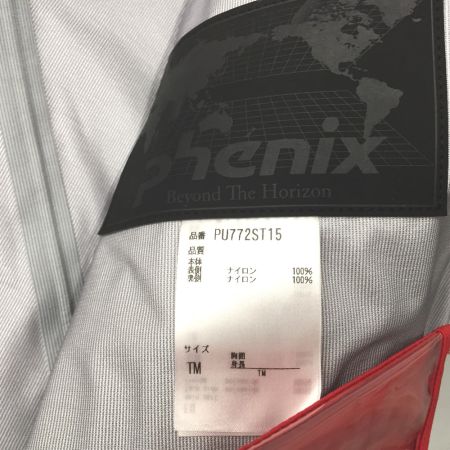 phenix
Beyond The Horizon
品番 PU772ST15
品質
本体
表側 ナイロン 100%
裏側 ナイロン 100%
サイズ 胸囲
身長
TM TM